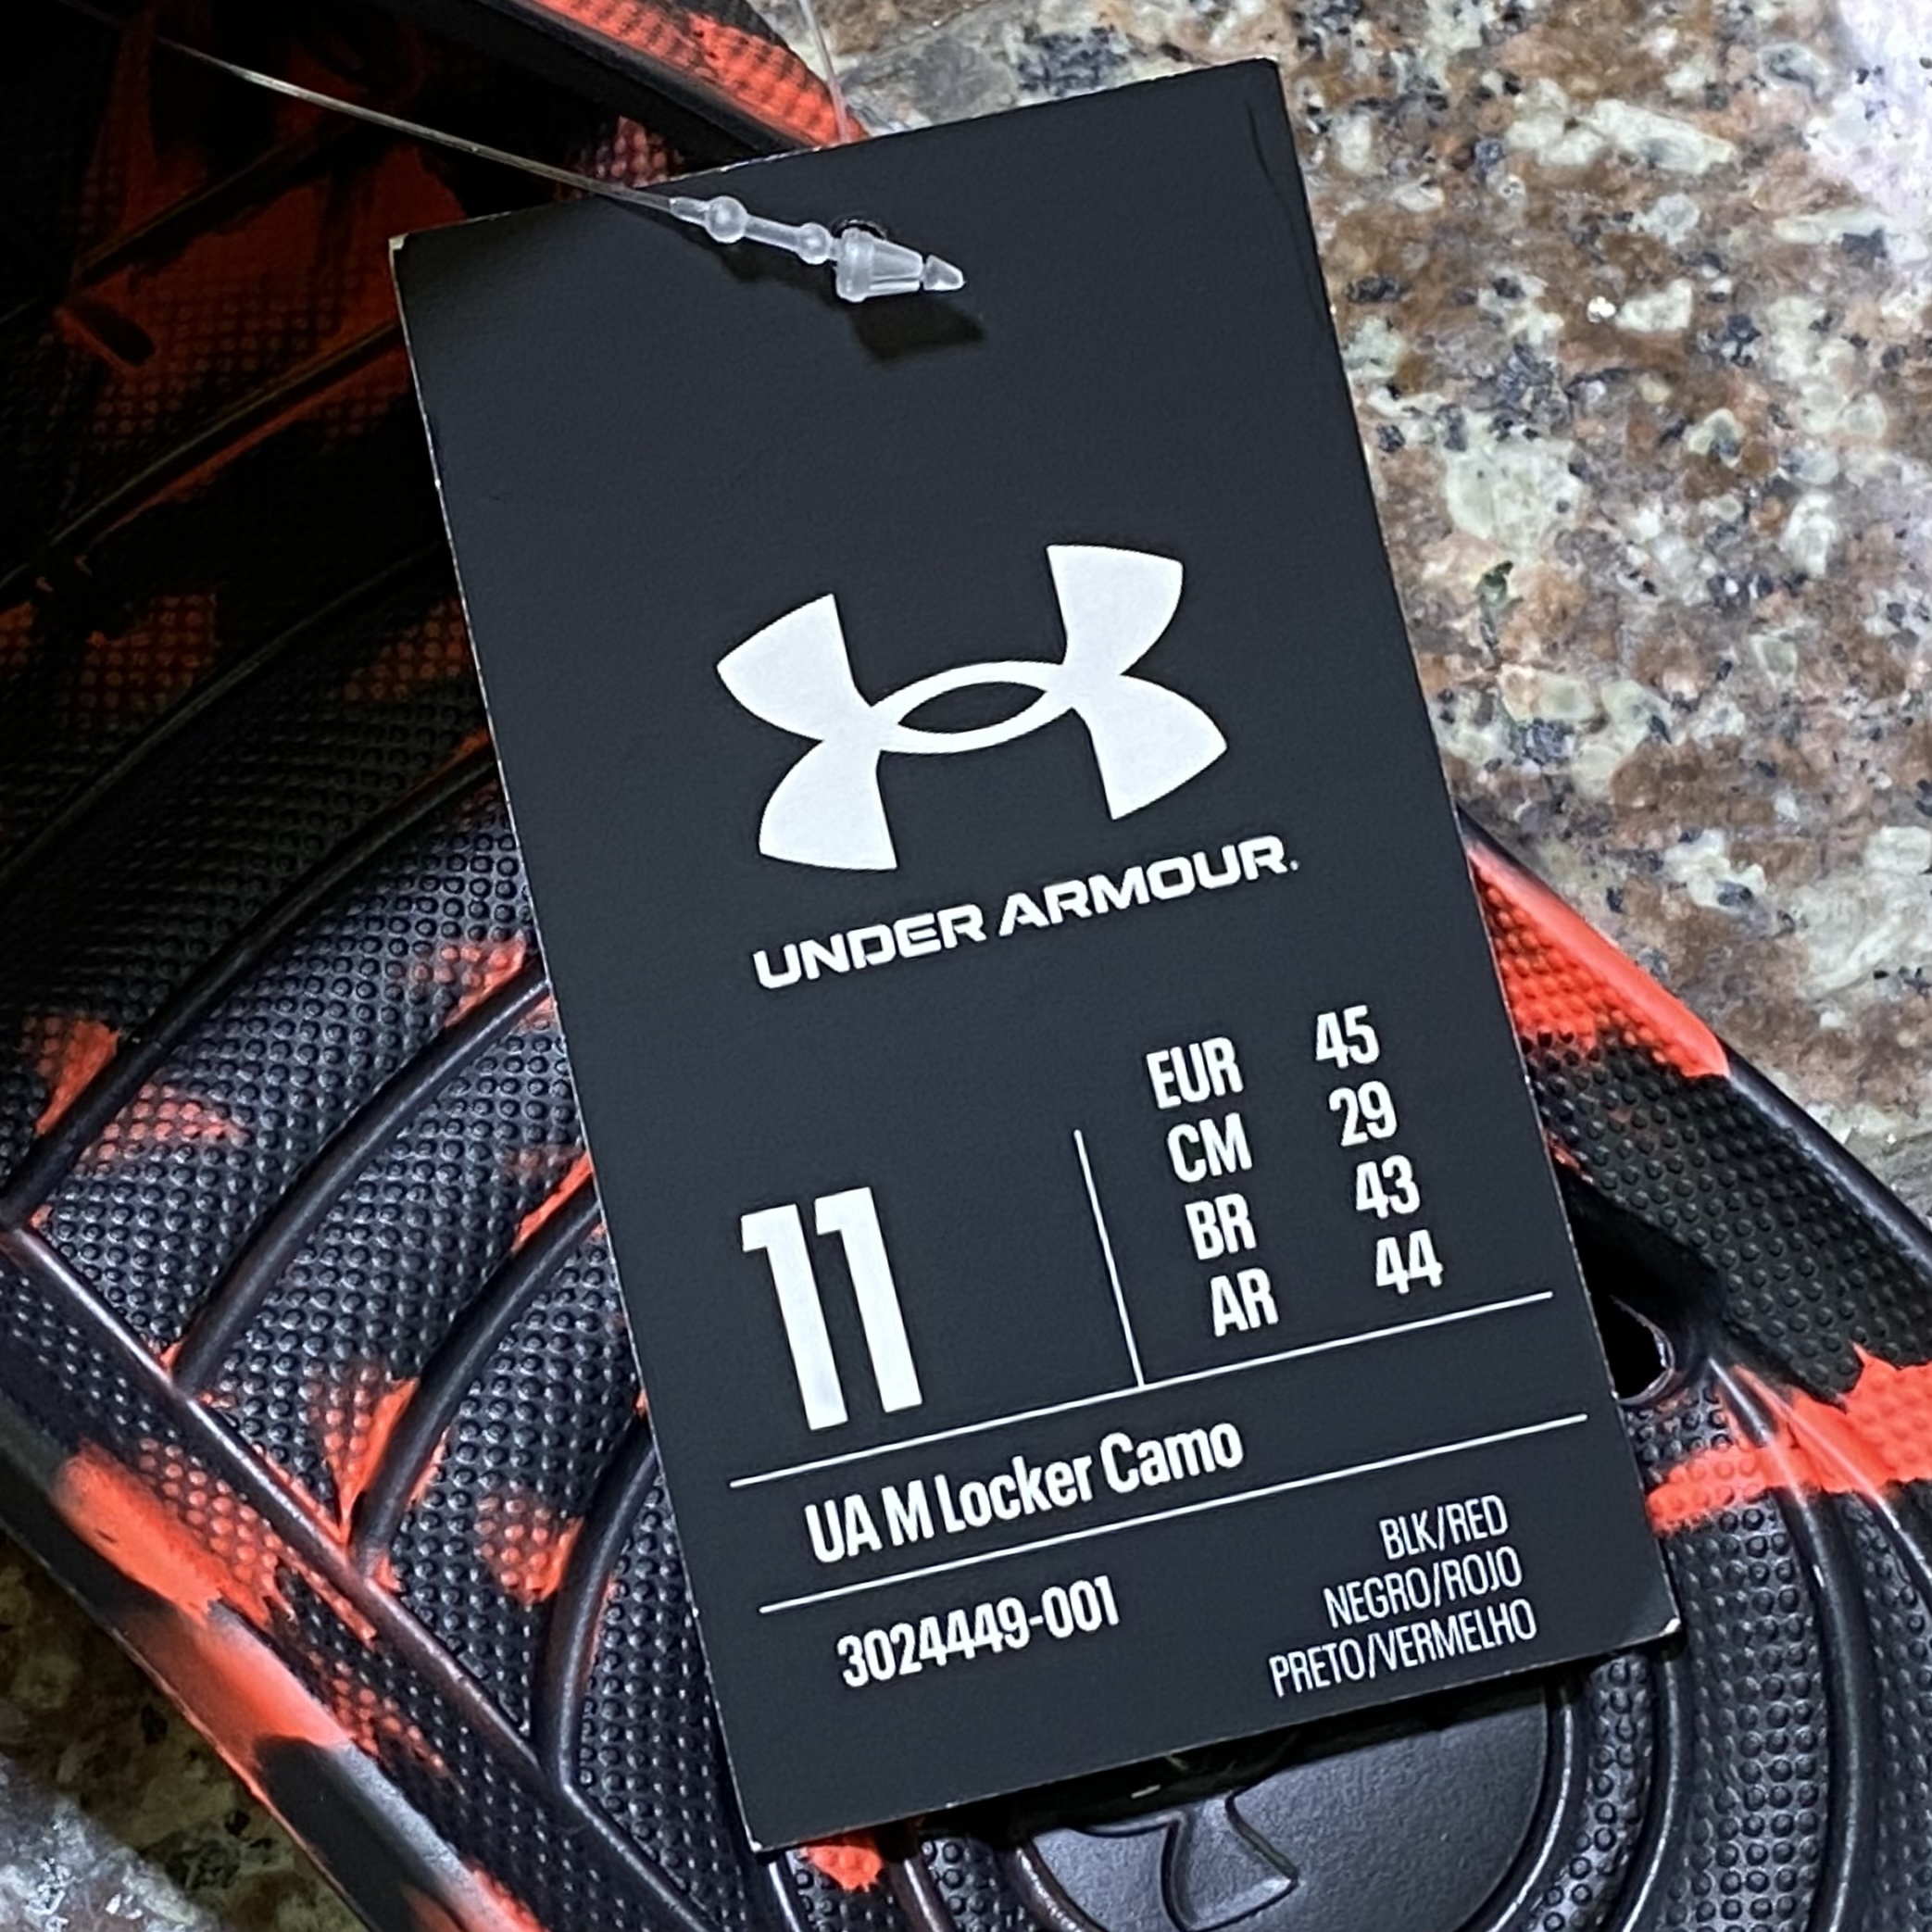 UNDER ARMOUR.
11
EUR 45
CM 29
BR 43
AR 44
UA M Locker Camo
3024449-001
BLK/RED
NEGRO/ROJO
PRETO/VERMELHO